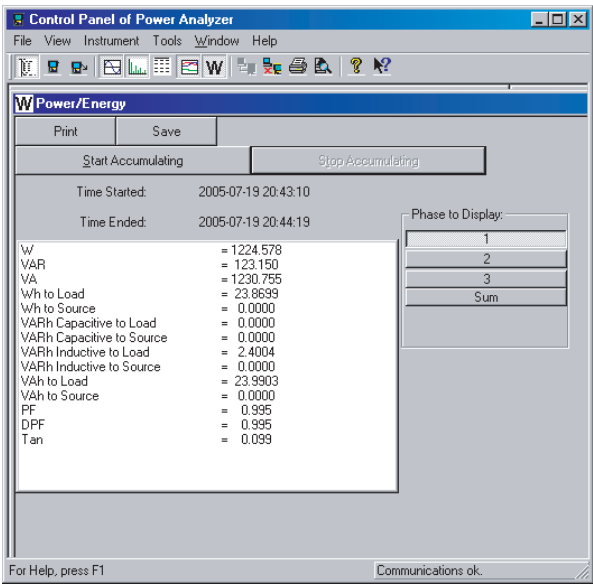 Control Panel of Power Analyzer
File View Instrument Tools Window Help
W
W Power/Energy
Print Save
Start Accumulating Stop Accumulating
Time Started: 2005-07-19 20:43:10
Time Ended: 2005-07-19 20:44:19
Phase to Display:
1
2
3
Sum
W = 1224.578
VAR = 123.150
VA = 1230.755
Wh to Load = 23.8699
Wh to Source = 0.0000
VARh Capacitive to Load = 0.0000
VARh Capacitive to Source = 0.0000
VARh Inductive to Load = 2.4004
VARh Inductive to Source = 0.0000
VAh to Load = 23.9903
VAh to Source = 0.0000
PF = 0.995
DPF = 0.995
Tan = 0.099
For Help, press F1 Communications ok.